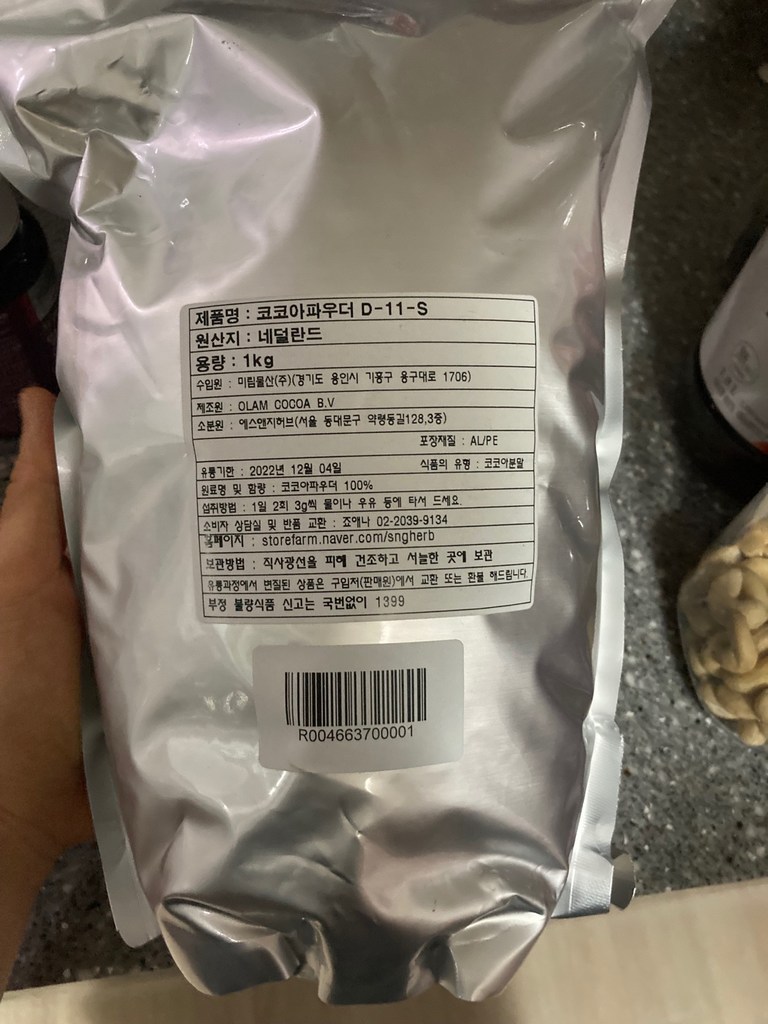 제품명 : 코코아파우더 D-11-S
원산지 : 네덜란드
용량 : 1kg
수입원 : 미림물산(주)(경기도 용인시 기흥구 용구대로 1706)
제조원 : OLAM COCOA B.V
소분원 : 에스앤지허브(서울 동대문구 약령동길128,3층)
포장재질 : AL/PE
유통기한 : 2022년 12월 04일 식품의 유형 : 코코아분말
원료명 및 함량 : 코코아파우더 100%
섭취방법 : 1일 2회 3g씩 물이나 우유 등에 타서 드세요.
소비자 상담실 및 반품 교환 : 죠애나 02-2039-9134
홈페이지 : storefarm.naver.com/sngherb
보관방법 : 직사광선을 피해 건조하고 서늘한 곳에 보관
유통과정에서 변질된 상품은 구입처(판매원)에서 교환 또는 환불 해드립니다.
부정 불량식품 신고는 국번없이 1399
R004663700001